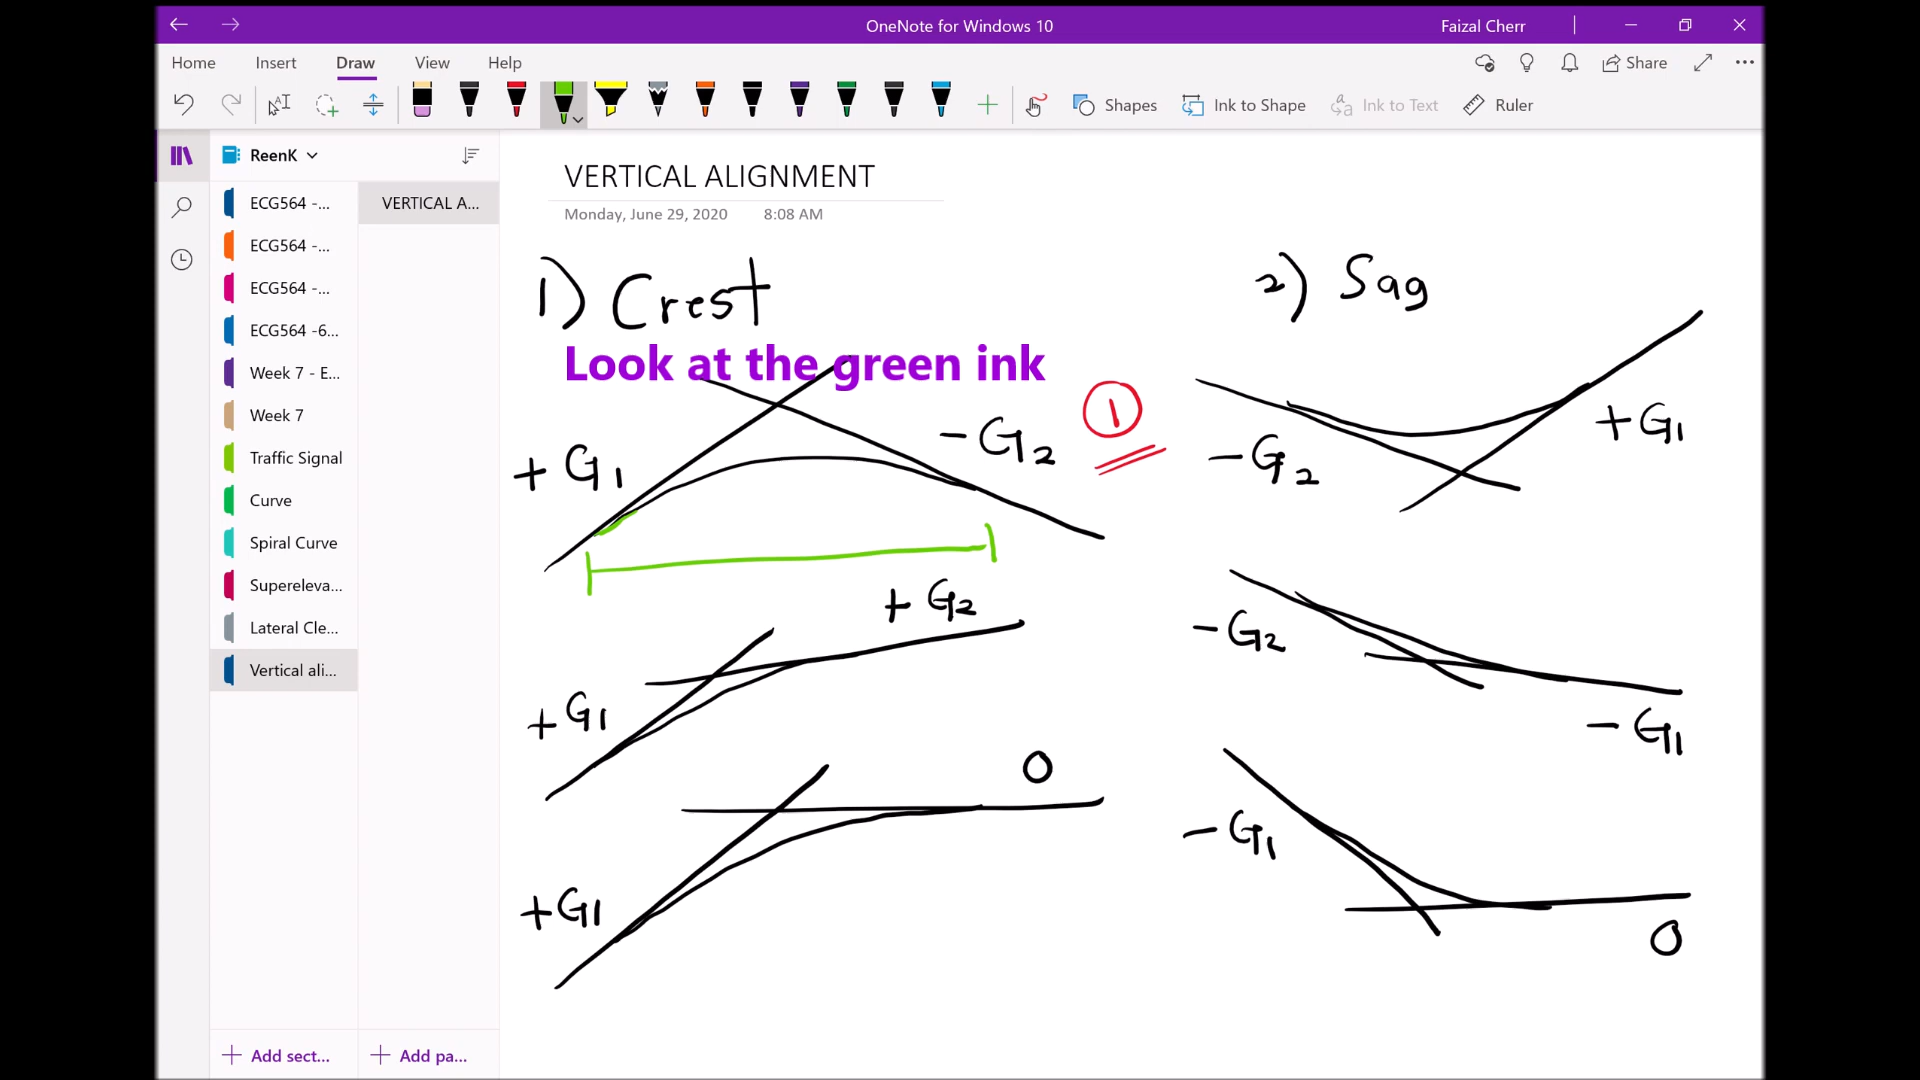 OneNote for Windows 10
Faizal Cherr
Home Insert Draw View Help
Share
Shapes
Ink to Shape
Ink to Text
Ruler
ReenK
ECG564 -...
ECG564 -...
ECG564 -...
ECG564 -6...
Week 7 - E...
Week 7
Traffic Signal
Curve
Spiral Curve
Supereleva...
Lateral Cle...
Vertical ali...
Add sect...
VERTICAL A...
Add pa...
VERTICAL ALIGNMENT
Monday, June 29, 2020 8:08 AM
1) Crest
Look at the green ink
+ G1
- G2
1
+ G2
+ G1
0
+ G1
2) Sag
+ G1
- G2
- G2
- G1
- G1
0